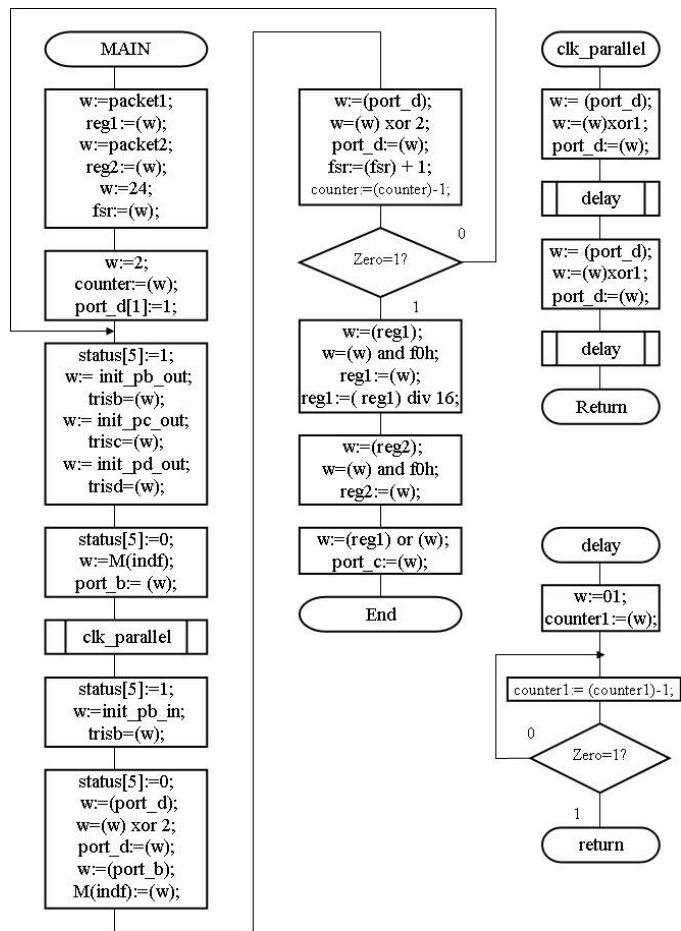 MAIN
w:=packet1;
reg1:=(w);
w:=packet2;
reg2:=(w);
w:=24;
fsr:=(w);
w:=2;
counter:=(w);
port_d[1]:=1;
status[5]:=1;
w:= init_pb_out;
trisb=(w);
w:= init_pc_out;
trisc=(w);
w:= init_pd_out;
trisd=(w);
status[5]:=0;
w:=M(indf);
port_b:= (w);
clk_parallel
status[5]:=1;
w:=init_pb_in;
trisb=(w);
status[5]:=0;
w:=(port_d);
w=(w) xor 2;
port_d:=(w);
w:=(port_b);
M(indf):=(w);
w:=(port_d);
w=(w) xor 2;
port_d:=(w);
fsr:=(fsr) + 1;
counter:=(counter)-1;
0
Zero=1?
1
w:=(reg1);
w=(w) and f0h;
reg1:=(w);
reg1:=( reg1) div 16;
w:=(reg2);
w=(w) and f0h;
reg2:=(w);
w:=(reg1) or (w);
port_c:=(w);
End
clk_parallel
w:= (port_d);
w:=(w)xor1;
port_d:=(w);
delay
w:= (port_d);
w:=(w)xor1;
port_d:=(w);
delay
Return
delay
w:=01;
counter1:=(w);
counter1:= (counter1)-1;
0
Zero=1?
1
return